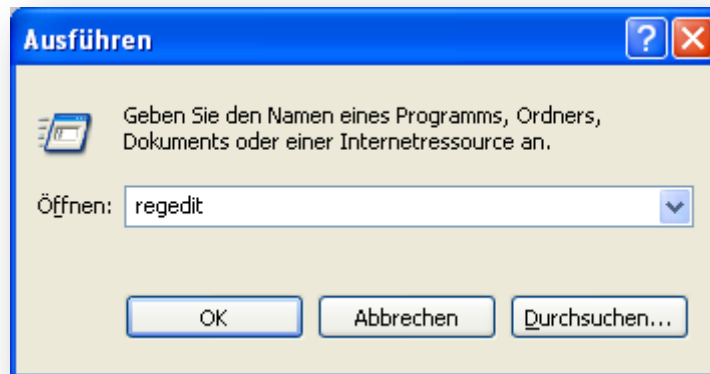 Ausführen
Geben Sie den Namen eines Programms, Ordners,
Dokuments oder einer Internetressource an.
Öffnen: regedit
OK Abbrechen Durchsuchen...